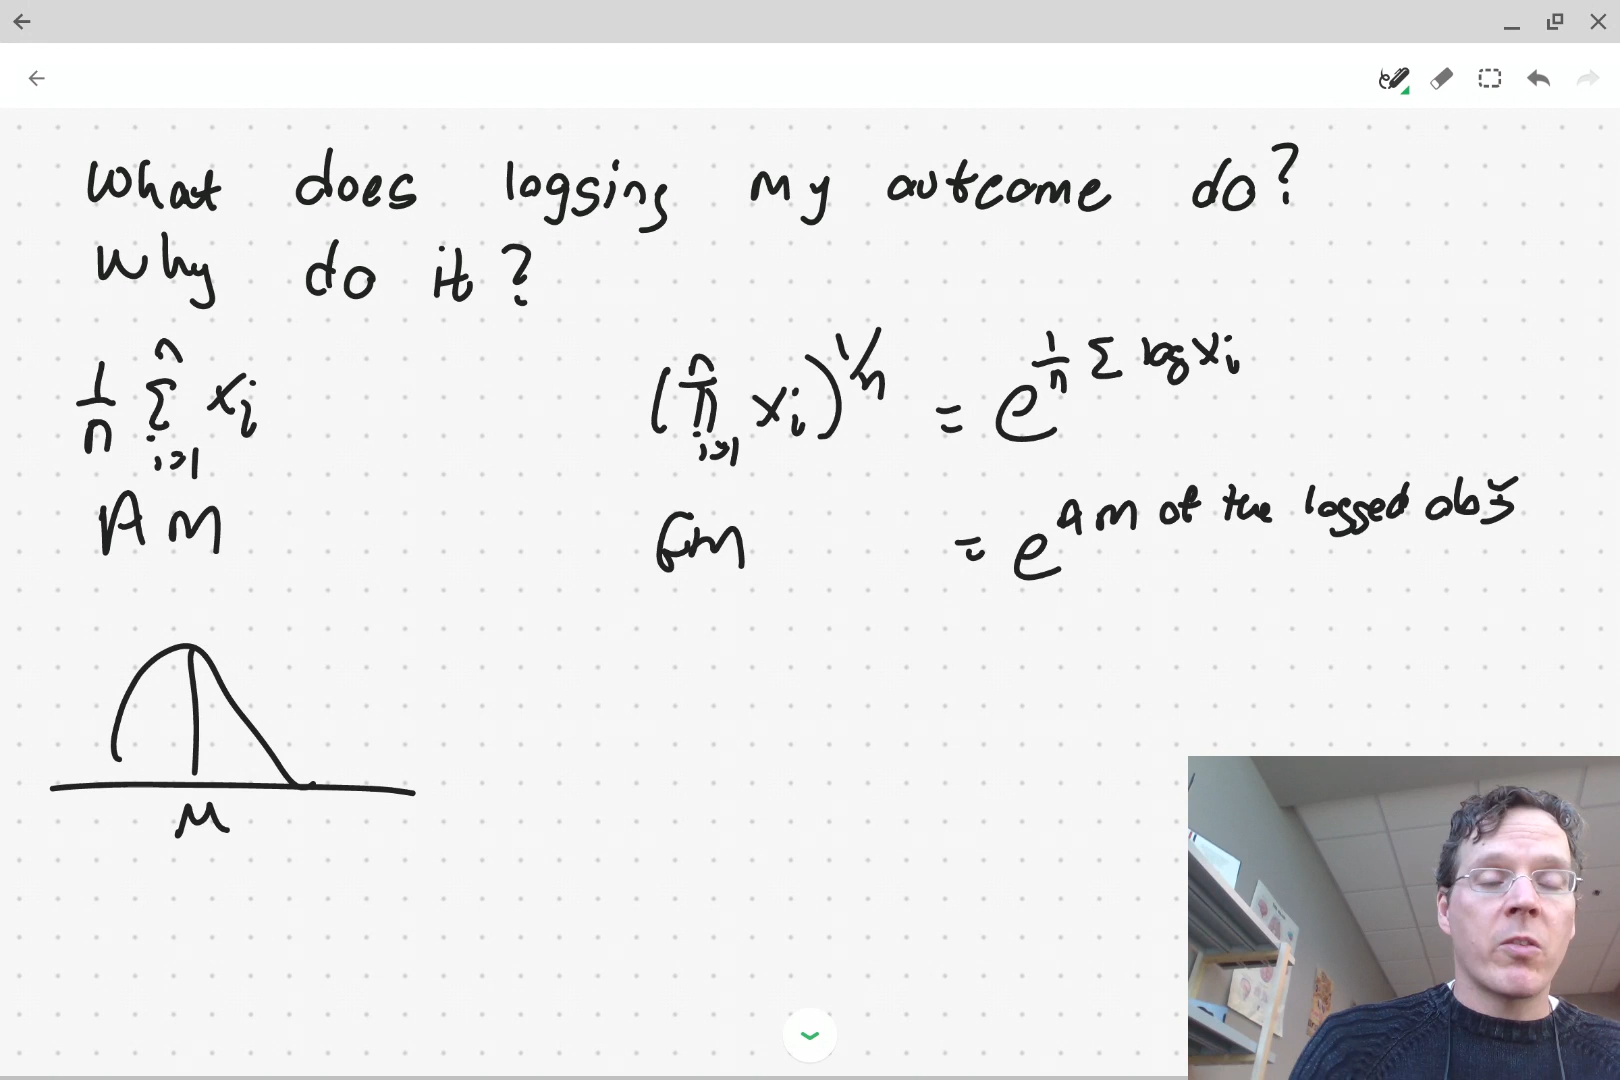 What does logging my outcome do?
Why do it?
1/n Σ_{i=1}^{n} x_i
(Π_{i=1}^{n} x_i)^{1/n} = e^{1/n Σ log x_i}
AM
GM = e^{AM of the logged obs}
μ